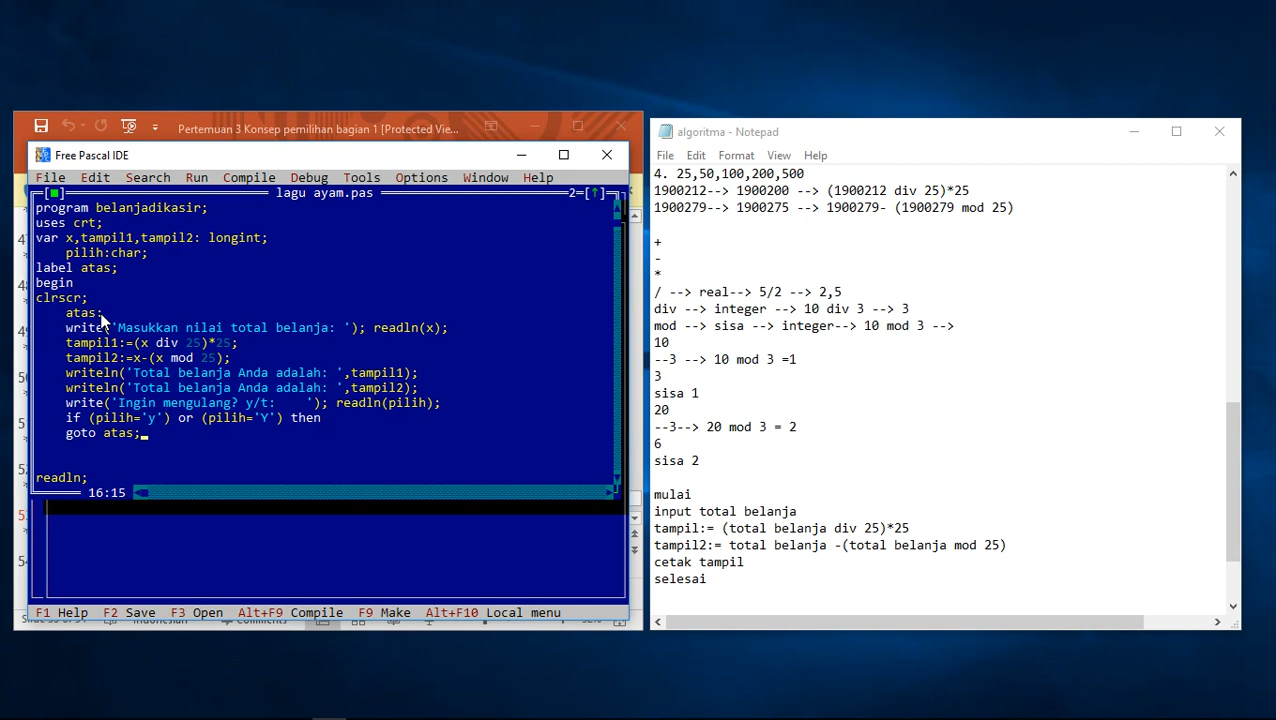 Pertemuan 3 Konsep pemilihan bagian 1 [Protected Vie...
Free Pascal IDE
File Edit Search Run Compile Debug Tools Options Window Help
lagu ayam.pas 2=[↑]
program belanjadikasir;
uses crt;
var x,tampil1,tampil2: longint;
pilih:char;
label atas;
begin
clrscr;
atas:
write('Masukkan nilai total belanja: '); readln(x);
tampil1:=(x div 25)*25;
tampil2:=x-(x mod 25);
writeln('Total belanja Anda adalah: ',tampil1);
writeln('Total belanja Anda adalah: ',tampil2);
write('Ingin mengulang? y/t:    '); readln(pilih);
if (pilih='y') or (pilih='Y') then
goto atas;
readln;
16:15
F1 Help F2 Save F3 Open Alt+F9 Compile F9 Make Alt+F10 Local menu
algoritma - Notepad
File Edit Format View Help
4. 25,50,100,200,500
1900212--> 1900200 --> (1900212 div 25)*25
1900279--> 1900275 --> 1900279- (1900279 mod 25)
+
-
*
/ --> real--> 5/2 --> 2,5
div --> integer --> 10 div 3 --> 3
mod --> sisa --> integer--> 10 mod 3 -->
10
--3 --> 10 mod 3 =1
3
sisa 1
20
--3--> 20 mod 3 = 2
6
sisa 2
mulai
input total belanja
tampil:= (total belanja div 25)*25
tampil2:= total belanja -(total belanja mod 25)
cetak tampil
selesai